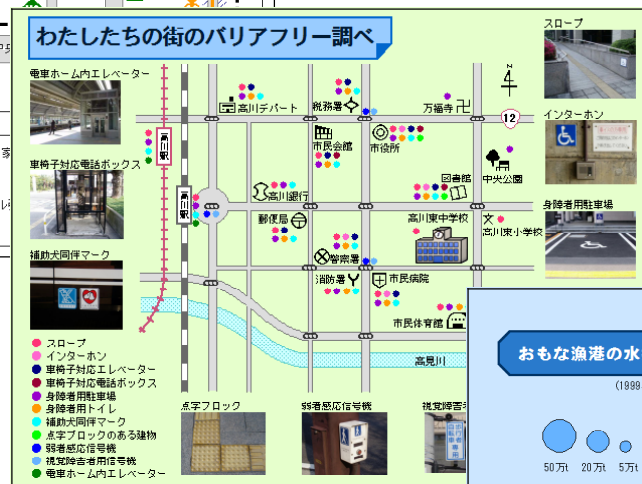 わたしたちの街のバリアフリー調べ
電車ホーム内エレベーター
車椅子対応電話ボックス
補助犬同伴マーク
スロープ
インターホン
車椅子対応エレベーター
車椅子対応電話ボックス
身障者用駐車場
身障者用トイレ
補助犬同伴マーク
点字ブロックのある建物
弱者感応信号機
視覚障害者用信号機
電車ホーム内エレベーター
高川駅
高川駅
高川デパート
税務署
万福寺
12
市民会館
市役所
中央公園
高川銀行
図書館
郵便局
高川東中学校
高川東小学校
警察署
消防署
市民病院
市民体育館
高見川
スロープ
インターホン
身障者用駐車場
点字ブロック
弱者感応信号機
視覚障害
自転車専用
おもな漁港の水
(1999
50万t 20万t 5万t